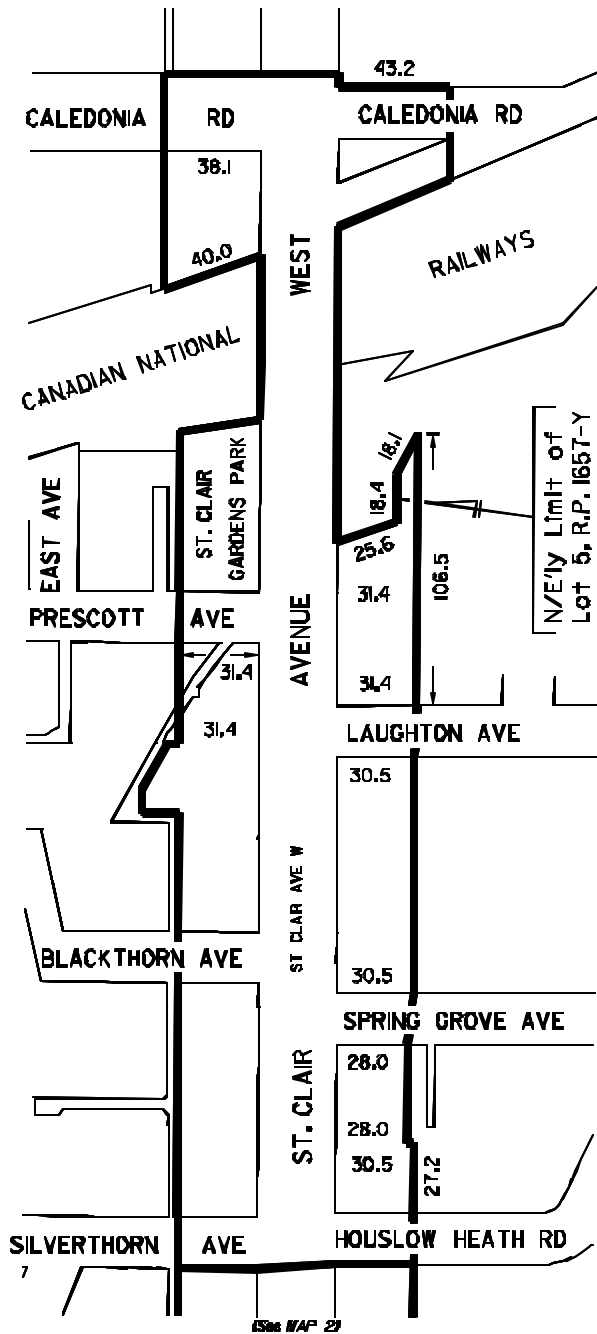 43.2
CALEDONIA RD
CALEDONIA RD
38.1
40.0
WEST
RAILWAYS
CANADIAN NATIONAL
18.1
18.4
25.6
N/E'ly Limit of
Lot 5, R.P. 1657-Y
EAST AVE
ST. CLAIR
GARDENS PARK
106.5
31.4
PRESCOTT AVE
AVENUE
31.4
31.4
31.4
LAUGHTON AVE
30.5
ST CLAIR AVE W
BLACKTHORN AVE
30.5
SPRING GROVE AVE
28.0
ST. CLAIR
28.0
30.5
27.2
SILVERTHORN AVE
HOUSLOW HEATH RD
7
(See MAP 2)